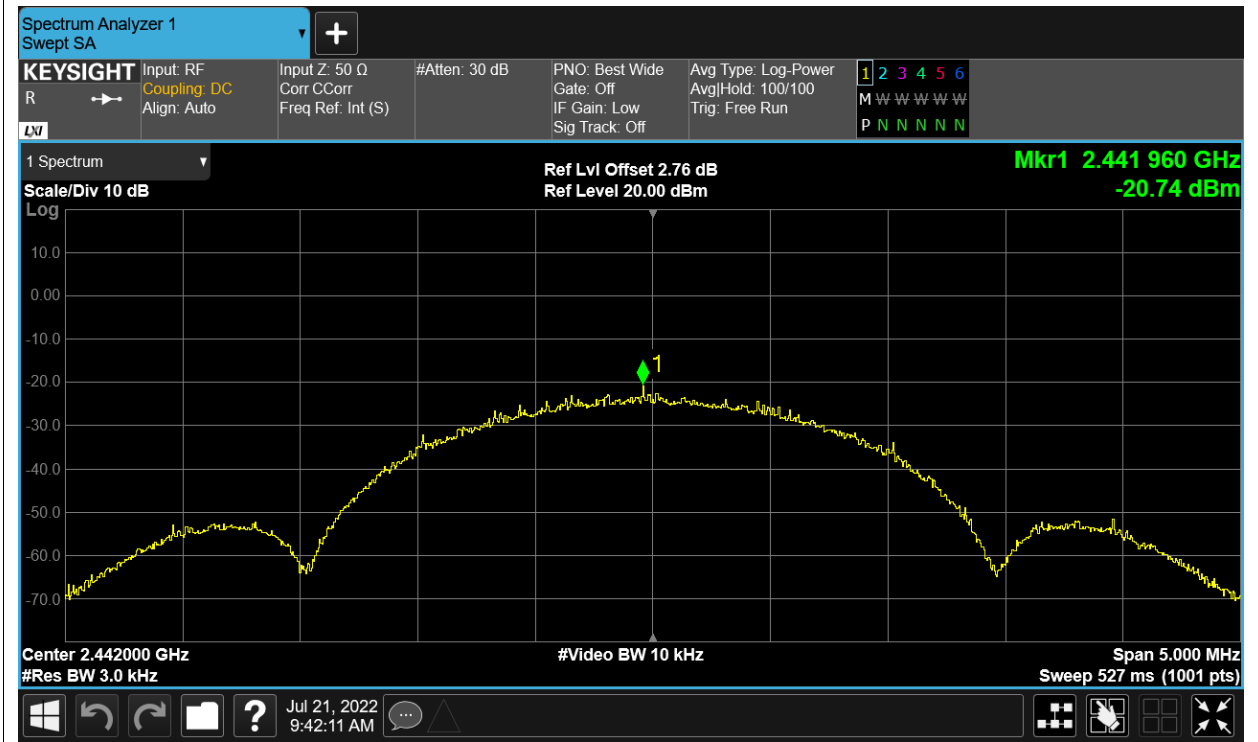 Spectrum Analyzer 1
Swept SA
KEYSIGHT
R
LXI
Input: RF
Coupling: DC
Align: Auto
Input Z: 50 Ω
Corr CCorr
Freq Ref: Int (S)
#Atten: 30 dB
PNO: Best Wide
Gate: Off
IF Gain: Low
Sig Track: Off
Avg Type: Log-Power
Avg|Hold: 100/100
Trig: Free Run
1 2 3 4 5 6
M W W W W W
P N N N N N
1 Spectrum
Scale/Div 10 dB
Log
Ref Lvl Offset 2.76 dB
Ref Level 20.00 dBm
Mkr1 2.441 960 GHz
-20.74 dBm
10.0
0.00
-10.0
1
-20.0
-30.0
-40.0
-50.0
-60.0
-70.0
Center 2.442000 GHz
#Res BW 3.0 kHz
#Video BW 10 kHz
Span 5.000 MHz
Sweep 527 ms (1001 pts)
?
Jul 21, 2022
9:42:11 AM